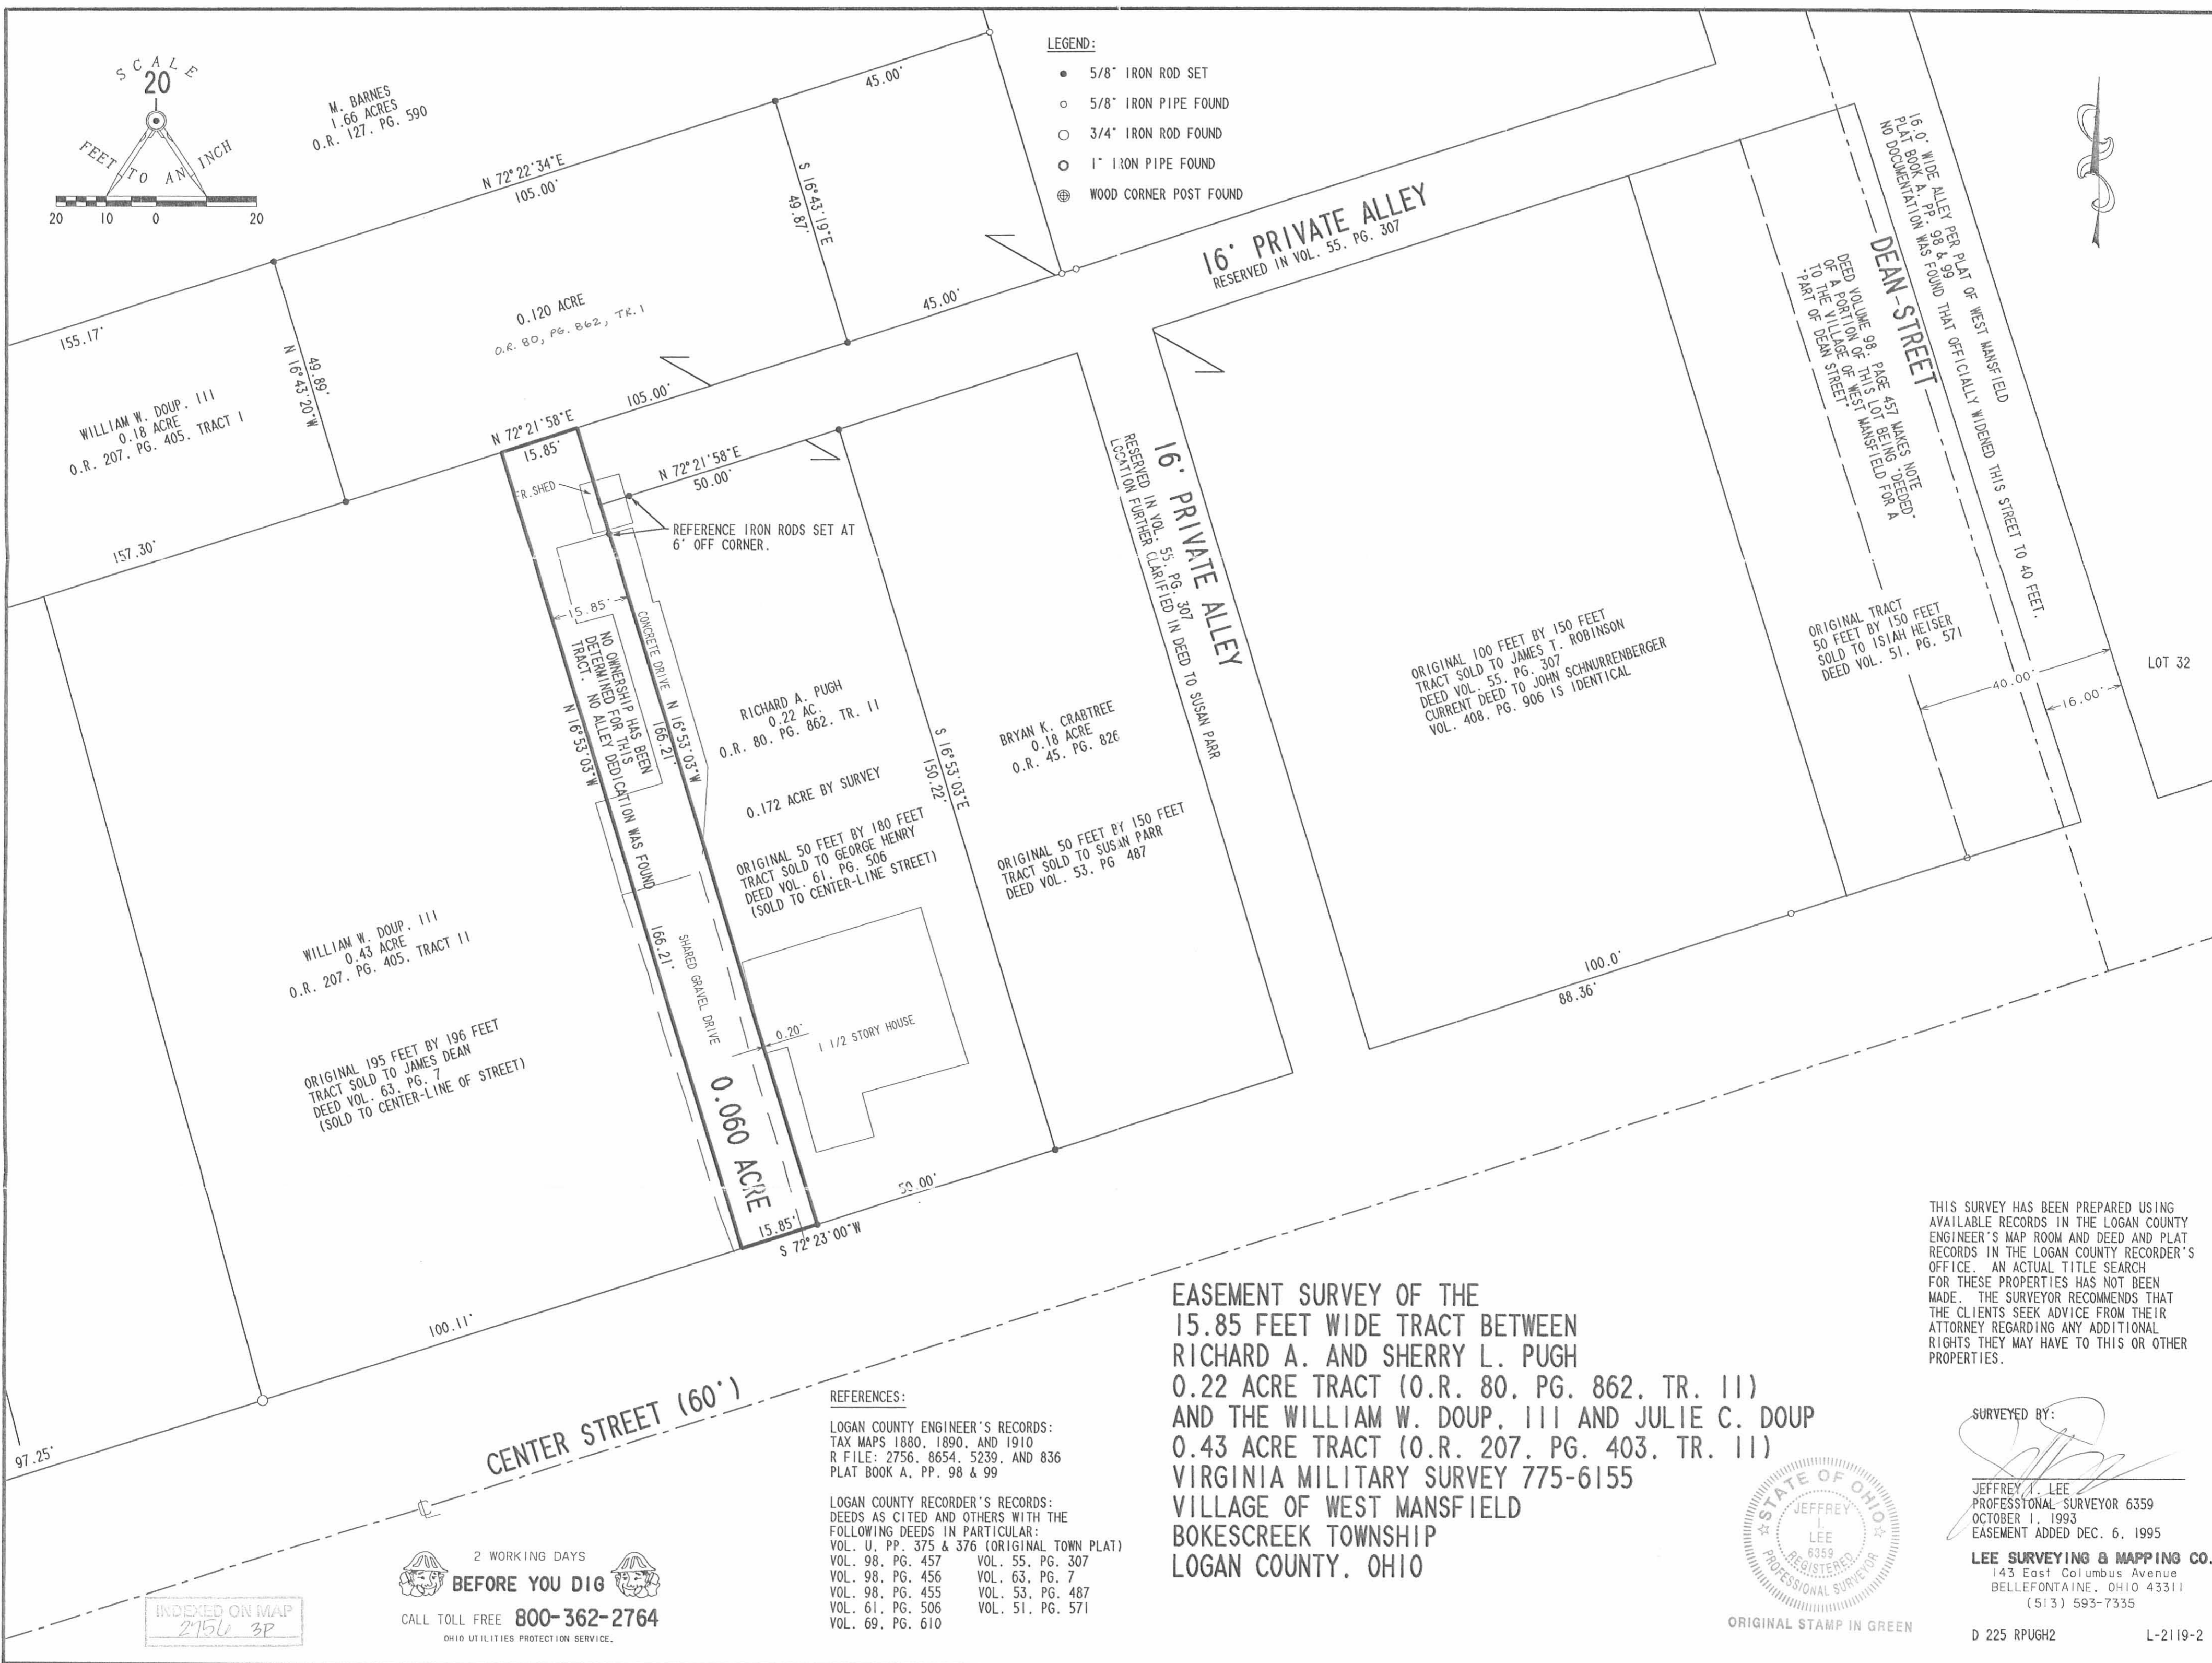 SCALE
20
FEET TO AN INCH
20 10 0 20
M. BARNES
1.66 ACRES
O.R. 127, PG. 590
N 72°22'34"E
105.00'
45.00'
S 16°43'19"E
49.87'
LEGEND:
5/8" IRON ROD SET
5/8" IRON PIPE FOUND
3/4" IRON ROD FOUND
1" IRON PIPE FOUND
WOOD CORNER POST FOUND
155.17'
49.89'
N 16°43'20"W
0.120 ACRE
O.R. 80, PG. 862, TR. 1
45.00'
105.00'
WILLIAM W. DOUP, III
0.18 ACRE
O.R. 207, PG. 405, TRACT I
157.30'
N 72°21'58"E
15.85'
FR.SHED
N 72°21'58"E
50.00'
REFERENCE IRON RODS SET AT
6' OFF CORNER.
16' PRIVATE ALLEY
RESERVED IN VOL. 55, PG. 307
16' PRIVATE ALLEY
RESERVED IN VOL. 55, PG. 307
LOCATION FURTHER CLARIFIED IN DEED TO SUSAN PARR
16.0' WIDE ALLEY PER PLAT OF WEST MANSFIELD
PLAT BOOK A, PP. 98 & 99
NO DOCUMENTATION WAS FOUND THAT OFFICIALLY WIDENED THIS STREET TO 40 FEET.
DEAN STREET
DEED VOLUME 98, PAGE 457 MAKES NOTE
OF A PORTION OF THIS LOT BEING "DEEDED"
TO THE VILLAGE OF WEST MANSFIELD FOR A
"PART OF DEAN STREET"
15.85'
CONCRETE DRIVE
N 16°53'03"W
166.21'
NO OWNERSHIP HAS BEEN
DETERMINED FOR THIS
TRACT. NO ALLEY DEDICATION WAS FOUND
N 16°53'03"W
166.21'
RICHARD A. PUGH
0.22 AC.
O.R. 80, PG. 862, TR. II
0.172 ACRE BY SURVEY
ORIGINAL 50 FEET BY 180 FEET
TRACT SOLD TO GEORGE HENRY
DEED VOL. 61, PG. 506
(SOLD TO CENTER-LINE STREET)
S 16°53'03"E
150.22'
BRYAN K. CRABTREE
0.18 ACRE
O.R. 45, PG. 826
ORIGINAL 50 FEET BY 150 FEET
TRACT SOLD TO SUSAN PARR
DEED VOL. 53, PG 487
ORIGINAL 100 FEET BY 150 FEET
TRACT SOLD TO JAMES T. ROBINSON
DEED VOL. 55, PG. 307
CURRENT DEED TO JOHN SCHNURRENBERGER
VOL. 408, PG. 906 IS IDENTICAL
ORIGINAL TRACT
50 FEET BY 150 FEET
SOLD TO ISIAH HEISER
DEED VOL. 51, PG. 571
LOT 32
40.00'
16.00'
WILLIAM W. DOUP, III
0.43 ACRE
O.R. 207, PG. 405, TRACT II
ORIGINAL 195 FEET BY 196 FEET
TRACT SOLD TO JAMES DEAN
DEED VOL. 63, PG. 7
(SOLD TO CENTER-LINE OF STREET)
SHARED GRAVEL DRIVE
0.20'
1 1/2 STORY HOUSE
0.060 ACRE
15.85'
S 72°23'00"W
50.00'
100.0'
88.36'
100.11'
97.25'
CENTER STREET (60')
CL
2 WORKING DAYS
BEFORE YOU DIG
CALL TOLL FREE 800-362-2764
OHIO UTILITIES PROTECTION SERVICE.
INDEXED ON MAP
2756 3P
REFERENCES:
LOGAN COUNTY ENGINEER'S RECORDS:
TAX MAPS 1880, 1890, AND 1910
R FILE: 2756, 8654, 5239, AND 836
PLAT BOOK A, PP. 98 & 99
LOGAN COUNTY RECORDER'S RECORDS:
DEEDS AS CITED AND OTHERS WITH THE
FOLLOWING DEEDS IN PARTICULAR:
VOL. U, PP. 375 & 376 (ORIGINAL TOWN PLAT)
VOL. 98, PG. 457 VOL. 55, PG. 307
VOL. 98, PG. 456 VOL. 63, PG. 7
VOL. 98, PG. 455 VOL. 53, PG. 487
VOL. 61, PG. 506 VOL. 51, PG. 571
VOL. 69, PG. 610
EASEMENT SURVEY OF THE
15.85 FEET WIDE TRACT BETWEEN
RICHARD A. AND SHERRY L. PUGH
0.22 ACRE TRACT (O.R. 80, PG. 862, TR. II)
AND THE WILLIAM W. DOUP, III AND JULIE C. DOUP
0.43 ACRE TRACT (O.R. 207, PG. 403, TR. II)
VIRGINIA MILITARY SURVEY 775-6155
VILLAGE OF WEST MANSFIELD
BOKESCREEK TOWNSHIP
LOGAN COUNTY, OHIO
THIS SURVEY HAS BEEN PREPARED USING
AVAILABLE RECORDS IN THE LOGAN COUNTY
ENGINEER'S MAP ROOM AND DEED AND PLAT
RECORDS IN THE LOGAN COUNTY RECORDER'S
OFFICE. AN ACTUAL TITLE SEARCH
FOR THESE PROPERTIES HAS NOT BEEN
MADE. THE SURVEYOR RECOMMENDS THAT
THE CLIENTS SEEK ADVICE FROM THEIR
ATTORNEY REGARDING ANY ADDITIONAL
RIGHTS THEY MAY HAVE TO THIS OR OTHER
PROPERTIES.
STATE OF OHIO
JEFFREY
I.
LEE
6359
REGISTERED
PROFESSIONAL SURVEYOR
ORIGINAL STAMP IN GREEN
SURVEYED BY:
JEFFREY I. LEE
PROFESSIONAL SURVEYOR 6359
OCTOBER 1, 1993
EASEMENT ADDED DEC. 6, 1995
LEE SURVEYING & MAPPING CO.
143 East Columbus Avenue
BELLEFONTAINE, OHIO 43311
(513) 593-7335
D 225 RPUGH2 L-2119-2